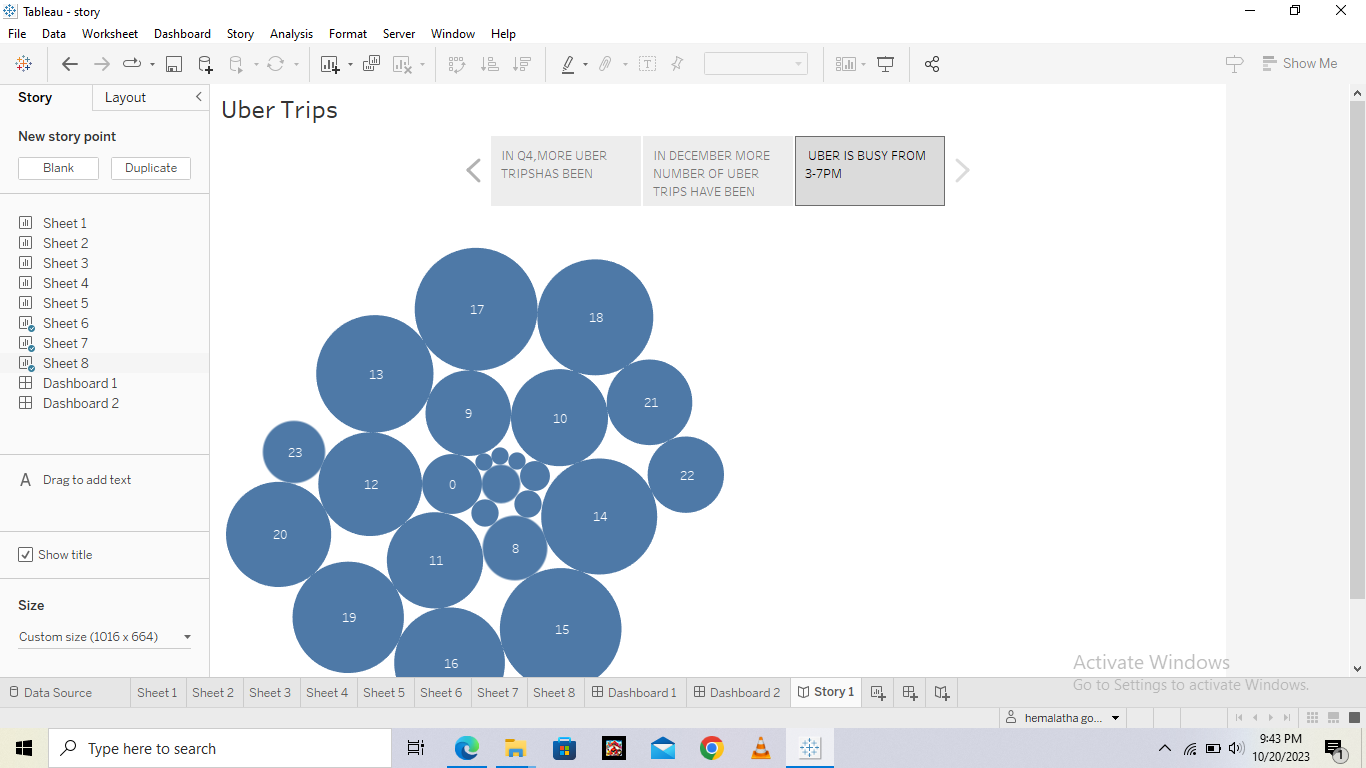 Tableau - story
File Data Worksheet Dashboard Story Analysis Format Server Window Help
Show Me
Story Layout
New story point
Blank Duplicate
Sheet 1
Sheet 2
Sheet 3
Sheet 4
Sheet 5
Sheet 6
Sheet 7
Sheet 8
Dashboard 1
Dashboard 2
A Drag to add text
Show title
Size
Custom size (1016 x 664)
Uber Trips
IN Q4,MORE UBER
TRIPSHAS BEEN
IN DECEMBER MORE
NUMBER OF UBER
TRIPS HAVE BEEN
UBER IS BUSY FROM
3-7PM
17
18
13
21
9
10
23
22
12
0
14
20
8
11
19
15
16
Activate Windows
Go to Settings to activate Windows.
Data Source Sheet 1 Sheet 2 Sheet 3 Sheet 4 Sheet 5 Sheet 6 Sheet 7 Sheet 8 Dashboard 1 Dashboard 2 Story 1
hemalatha go...
Type here to search
9:43 PM
10/20/2023
1